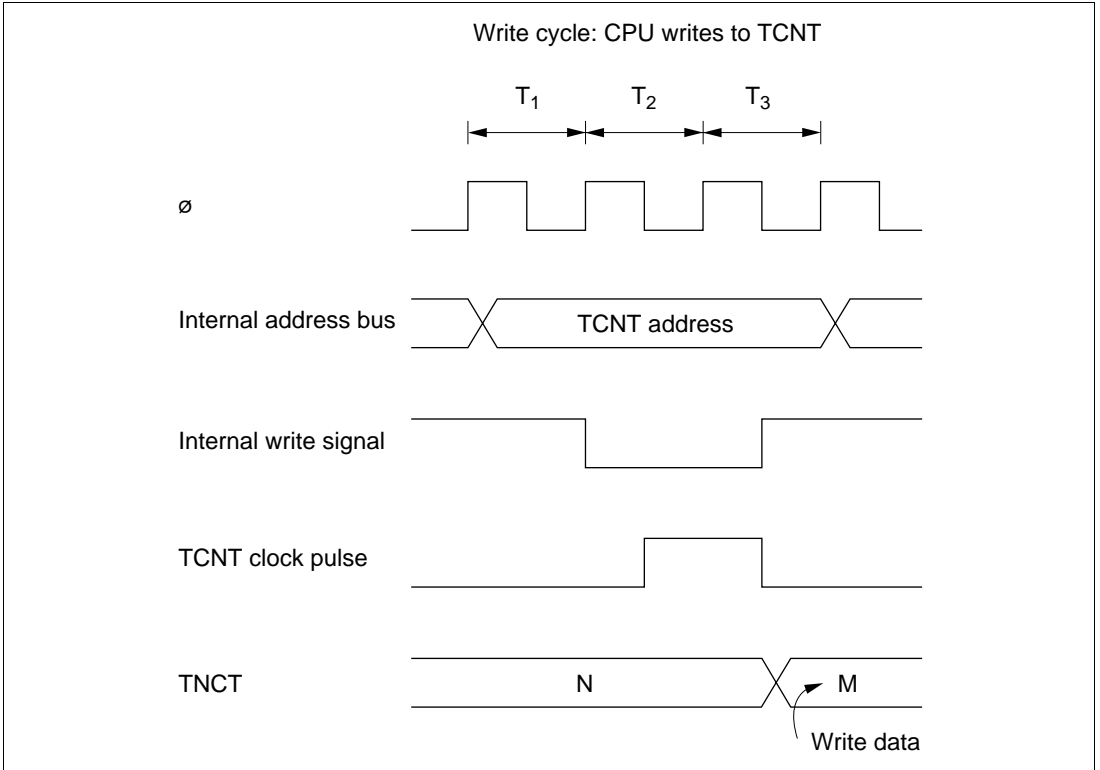 Write cycle: CPU writes to TCNT
T1 T2 T3
ø
Internal address bus
TCNT address
Internal write signal
TCNT clock pulse
TNCT
N
M
Write data